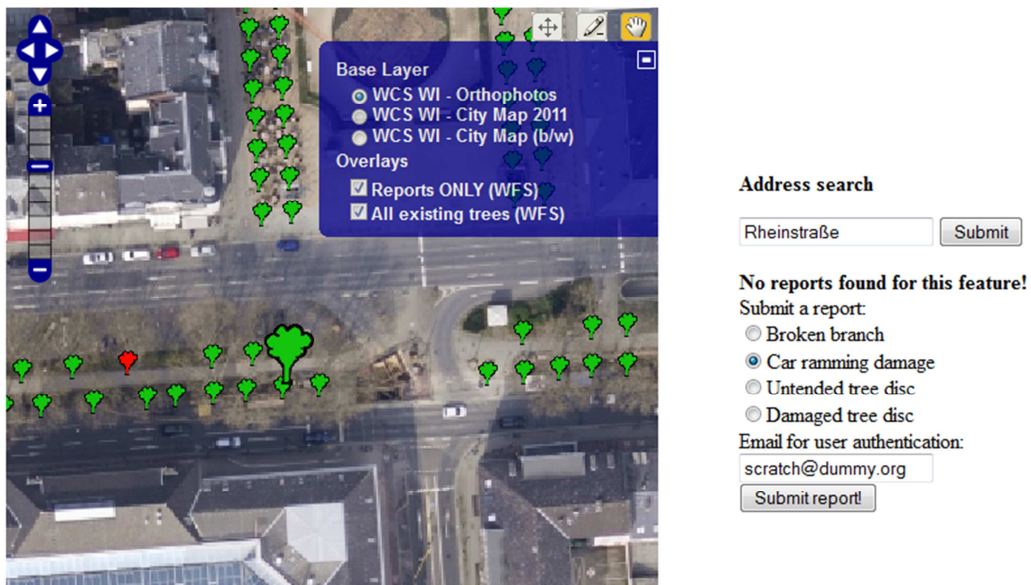 Base Layer
WCS WI - Orthophotos
WCS WI - City Map 2011
WCS WI - City Map (b/w)
Overlays
Reports ONLY (WFS)
All existing trees (WFS)
Address search
Rheinstraße
Submit
No reports found for this feature!
Submit a report:
Broken branch
Car ramming damage
Untended tree disc
Damaged tree disc
Email for user authentication:
scratch@dummy.org
Submit report!